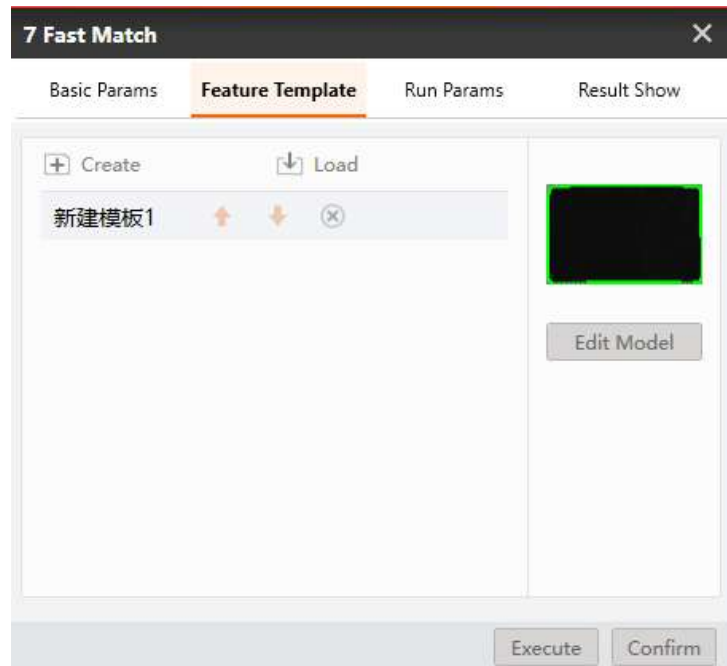 7 Fast Match
Basic Params Feature Template Run Params Result Show
Create Load
新建模板1
Edit Model
Execute Confirm